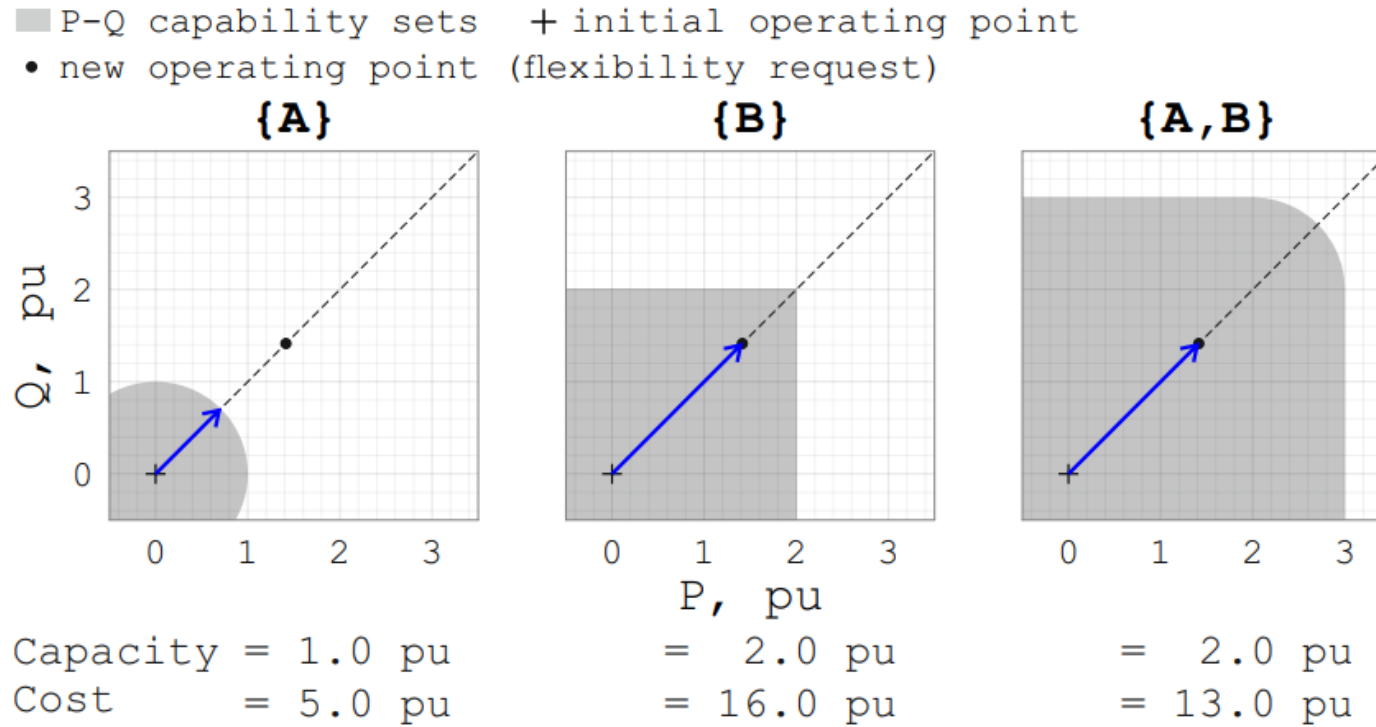 P-Q capability sets + initial operating point
• new operating point (flexibility request)
{A} {B} {A,B}
Q, pu
3
2
1
0
0 1 2 3 0 1 2 3 0 1 2 3
P, pu
Capacity = 1.0 pu = 2.0 pu = 2.0 pu
Cost = 5.0 pu = 16.0 pu = 13.0 pu